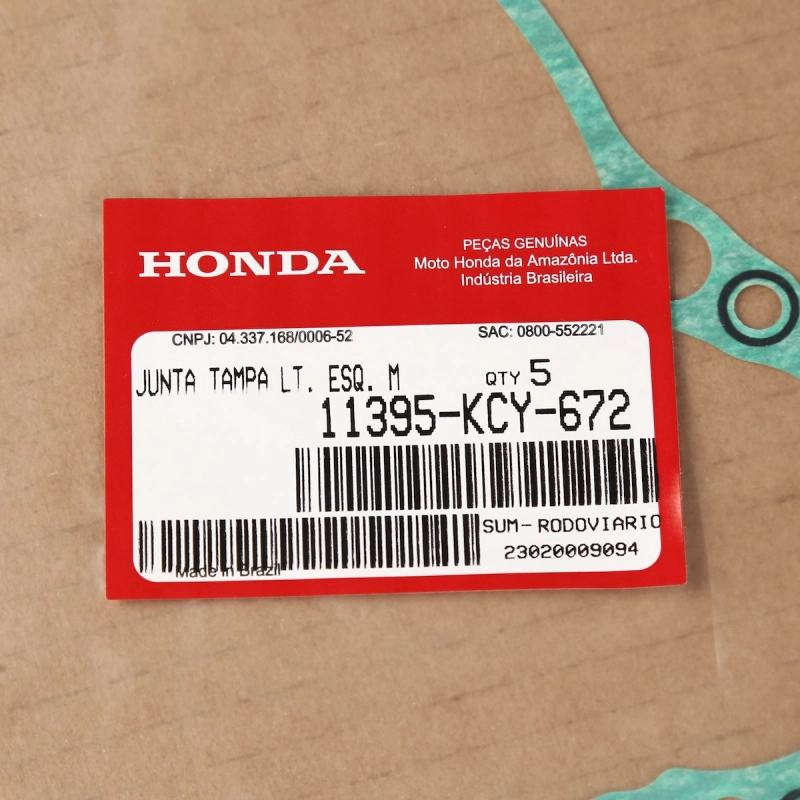 HONDA
PEÇAS GENUÍNAS
Moto Honda da Amazônia Ltda.
Indústria Brasileira
CNPJ: 04.337.168/0006-52
SAC: 0800-552221
JUNTA TAMPA LT. ESQ. M
QTY 5
11395-KCY-672
SUM-RODOVIARIO
23020009094
Made in Brazil